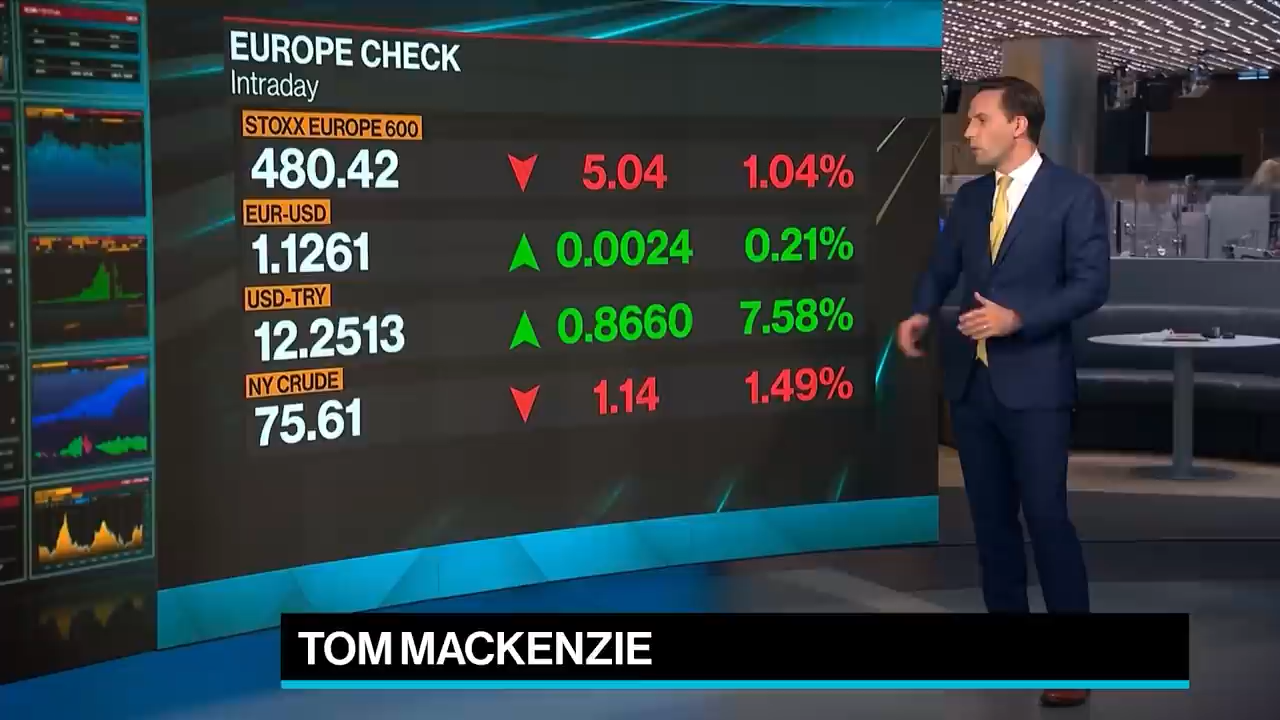 EUROPE CHECK
Intraday
STOXX EUROPE 600
480.42 5.04 1.04%
EUR-USD
1.1261 0.0024 0.21%
USD-TRY
12.2513 0.8660 7.58%
NY CRUDE
75.61 1.14 1.49%
TOM MACKENZIE